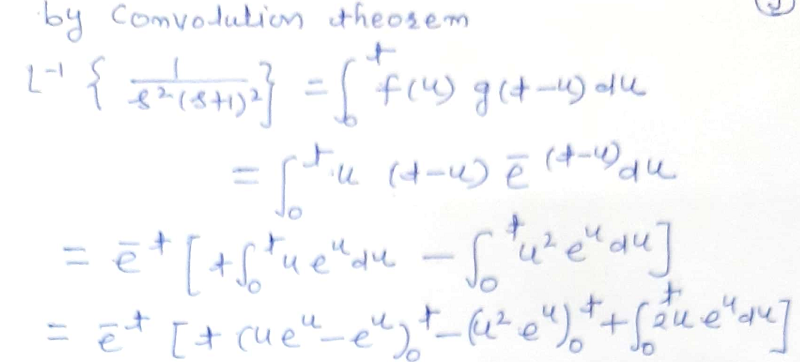 by Convolution theorem
L⁻¹ { 1 / s²(s+1)² } = ∫₀ᵗ f(u) g(t-u) du
= ∫₀ᵗ u (t-u) e^-(t-u) du
= e^-t [t ∫₀ᵗ u e^u du - ∫₀ᵗ u² e^u du]
= e^-t [t (u e^u - e^u)₀ᵗ - (u² e^u)₀ᵗ + ∫₀ᵗ 2u e^u du]